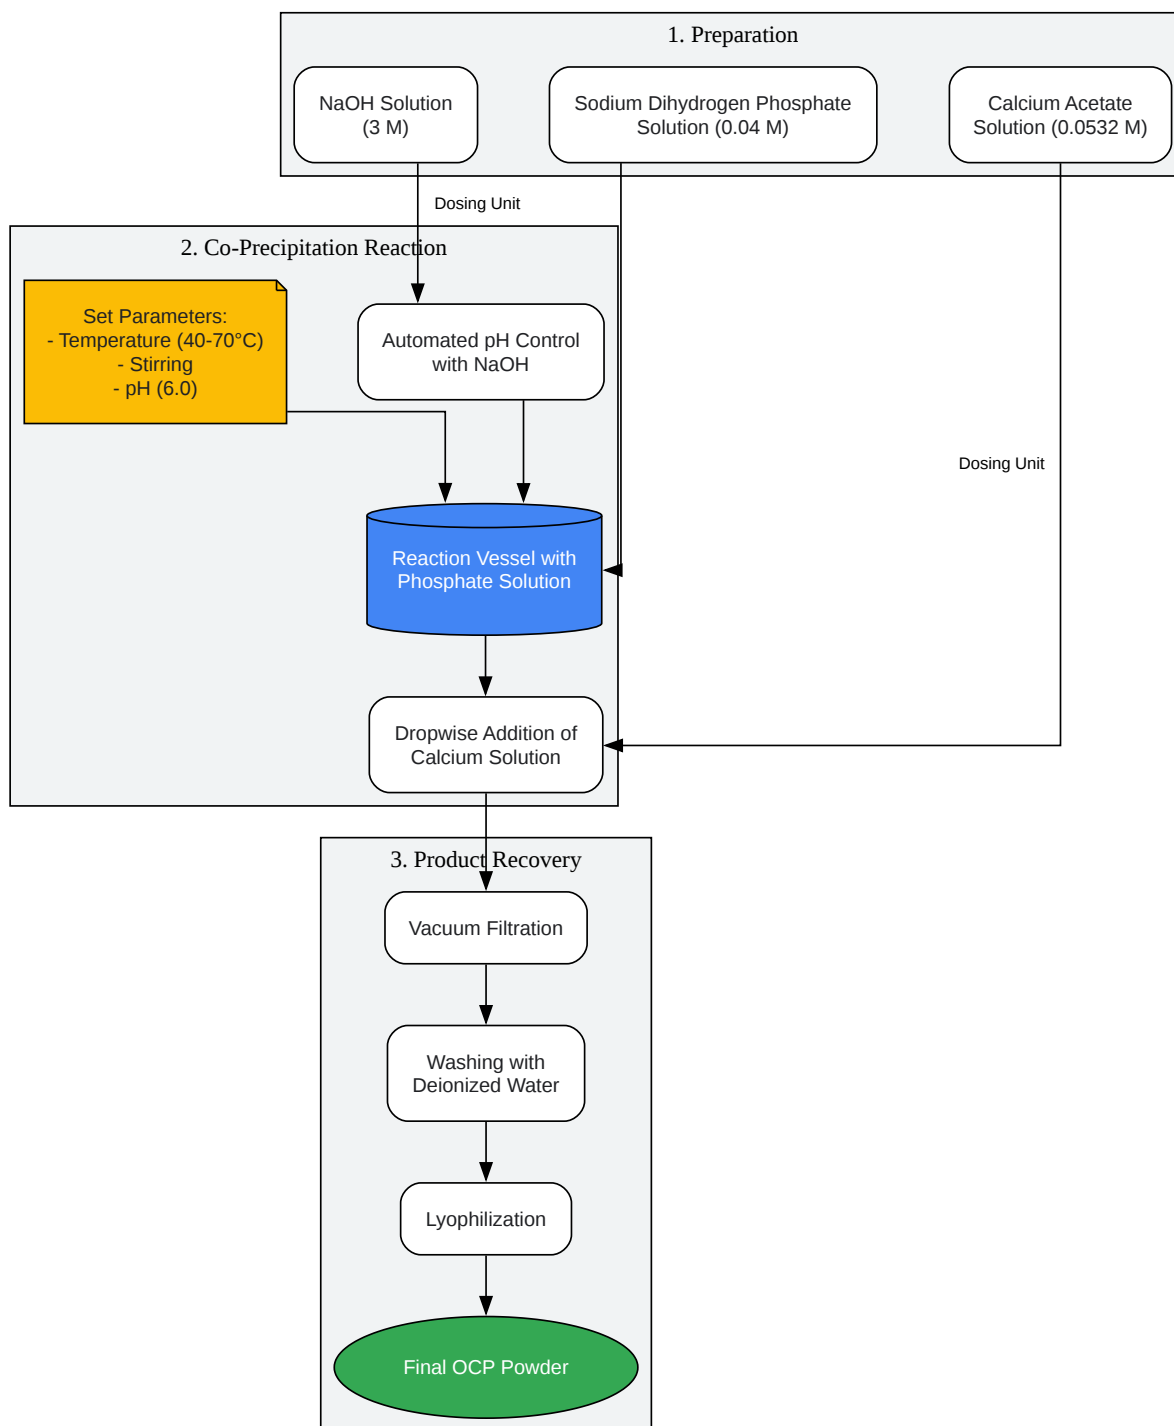 1. Preparation
NaOH Solution
(3 M)
Sodium Dihydrogen Phosphate
Solution (0.04 M)
Calcium Acetate
Solution (0.0532 M)
Dosing Unit
2. Co-Precipitation Reaction
Set Parameters:
- Temperature (40-70°C)
- Stirring
- pH (6.0)
Automated pH Control
with NaOH
Dosing Unit
Reaction Vessel with
Phosphate Solution
Dropwise Addition of
Calcium Solution
3. Product Recovery
Vacuum Filtration
Washing with
Deionized Water
Lyophilization
Final OCP Powder